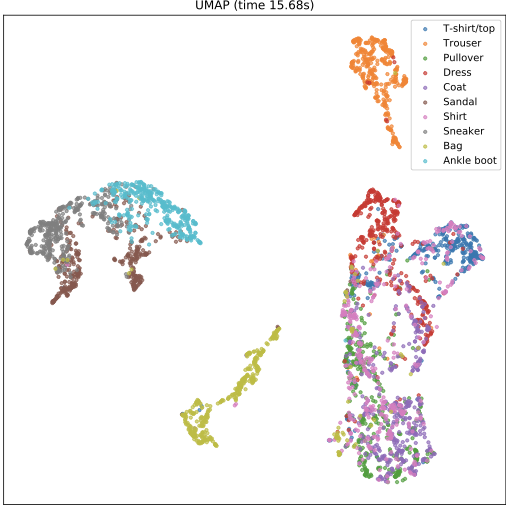 UMAP (time 15.68s)
T-shirt/top
Trouser
Pullover
Dress
Coat
Sandal
Shirt
Sneaker
Bag
Ankle boot